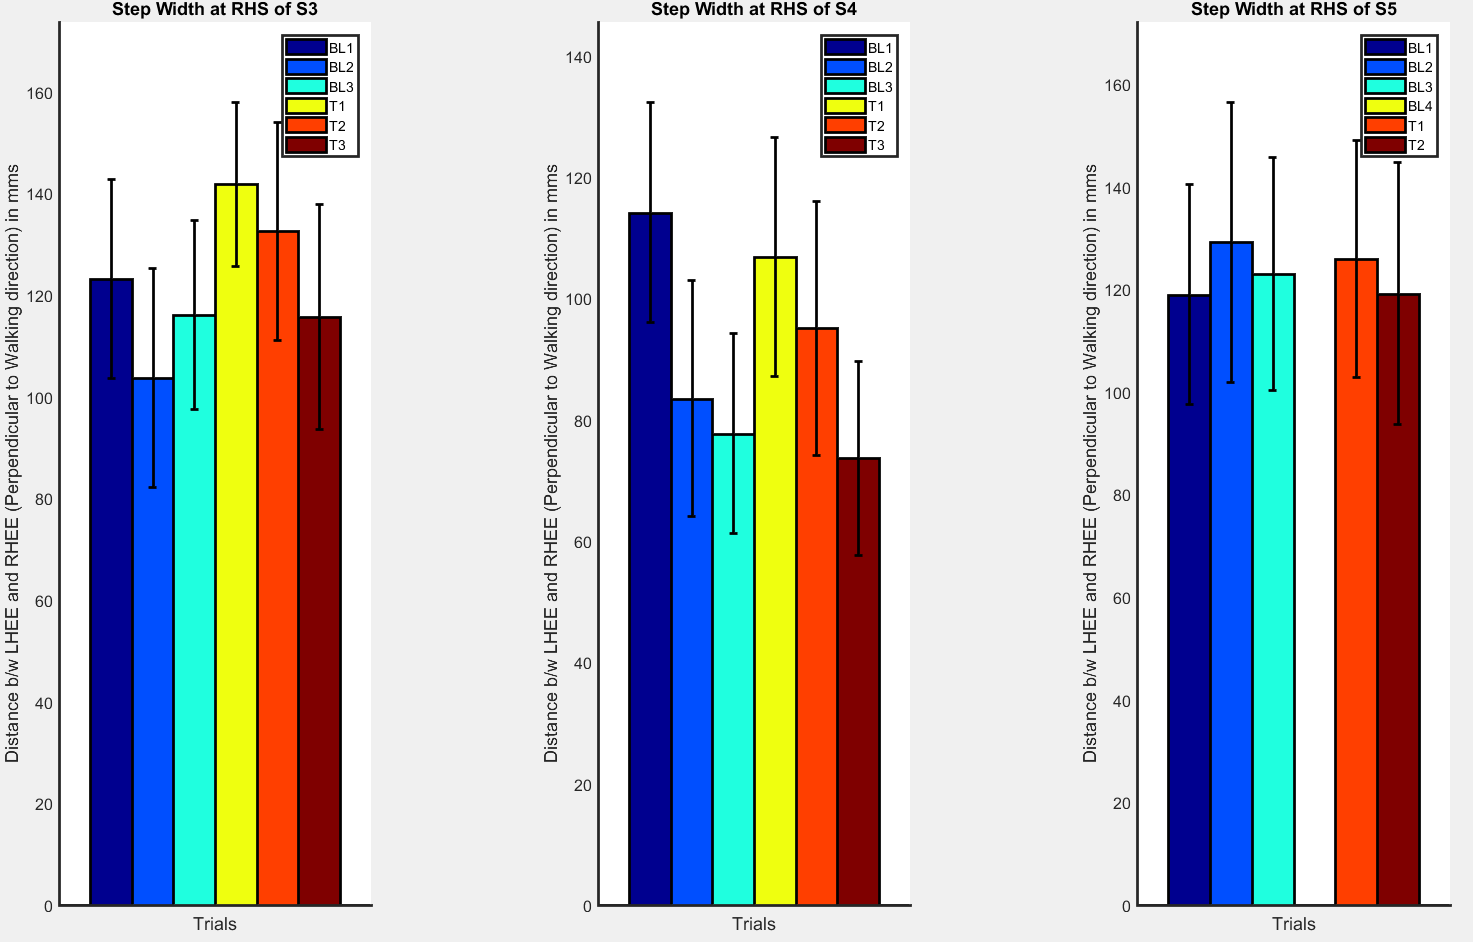 Step Width at RHS of S3
Distance b/w LHEE and RHEE (Perpendicular to Walking direction) in mms
160
140
120
100
80
60
40
20
0
BL1
BL2
BL3
T1
T2
T3
Trials
Step Width at RHS of S4
Distance b/w LHEE and RHEE (Perpendicular to Walking direction) in mms
140
120
100
80
60
40
20
0
BL1
BL2
BL3
T1
T2
T3
Trials
Step Width at RHS of S5
Distance b/w LHEE and RHEE (Perpendicular to Walking direction) in mms
160
140
120
100
80
60
40
20
0
BL1
BL2
BL3
BL4
T1
T2
Trials